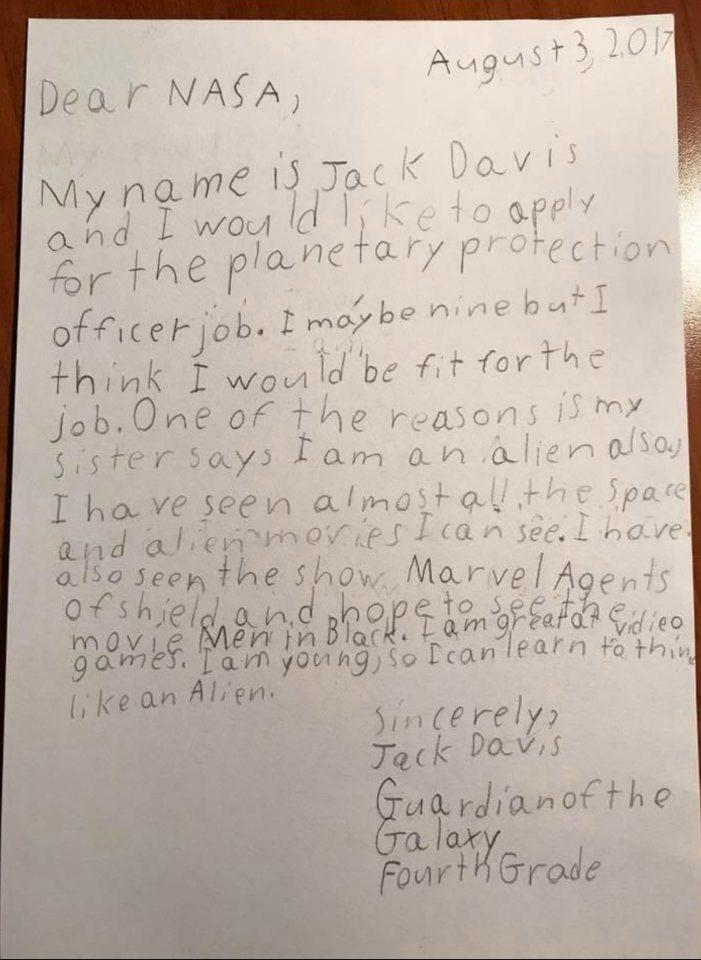 August 3, 2017
Dear NASA,
My name is Jack Davis
and I would like to apply
for the planetary protection
officer job. I may be nine but I
think I would be fit for the
job. One of the reasons is my
sister says I am an alien also,
I have seen almost all the space
and alien movies I can see. I have
also seen the show Marvel Agents
of shield and hope to see the
movie Men in Black. I am great at vidieo
games. I am young, so I can learn to think
like an Alien.
Sincerely,
Jack Davis
Guardian of the
Galaxy
Fourth Grade